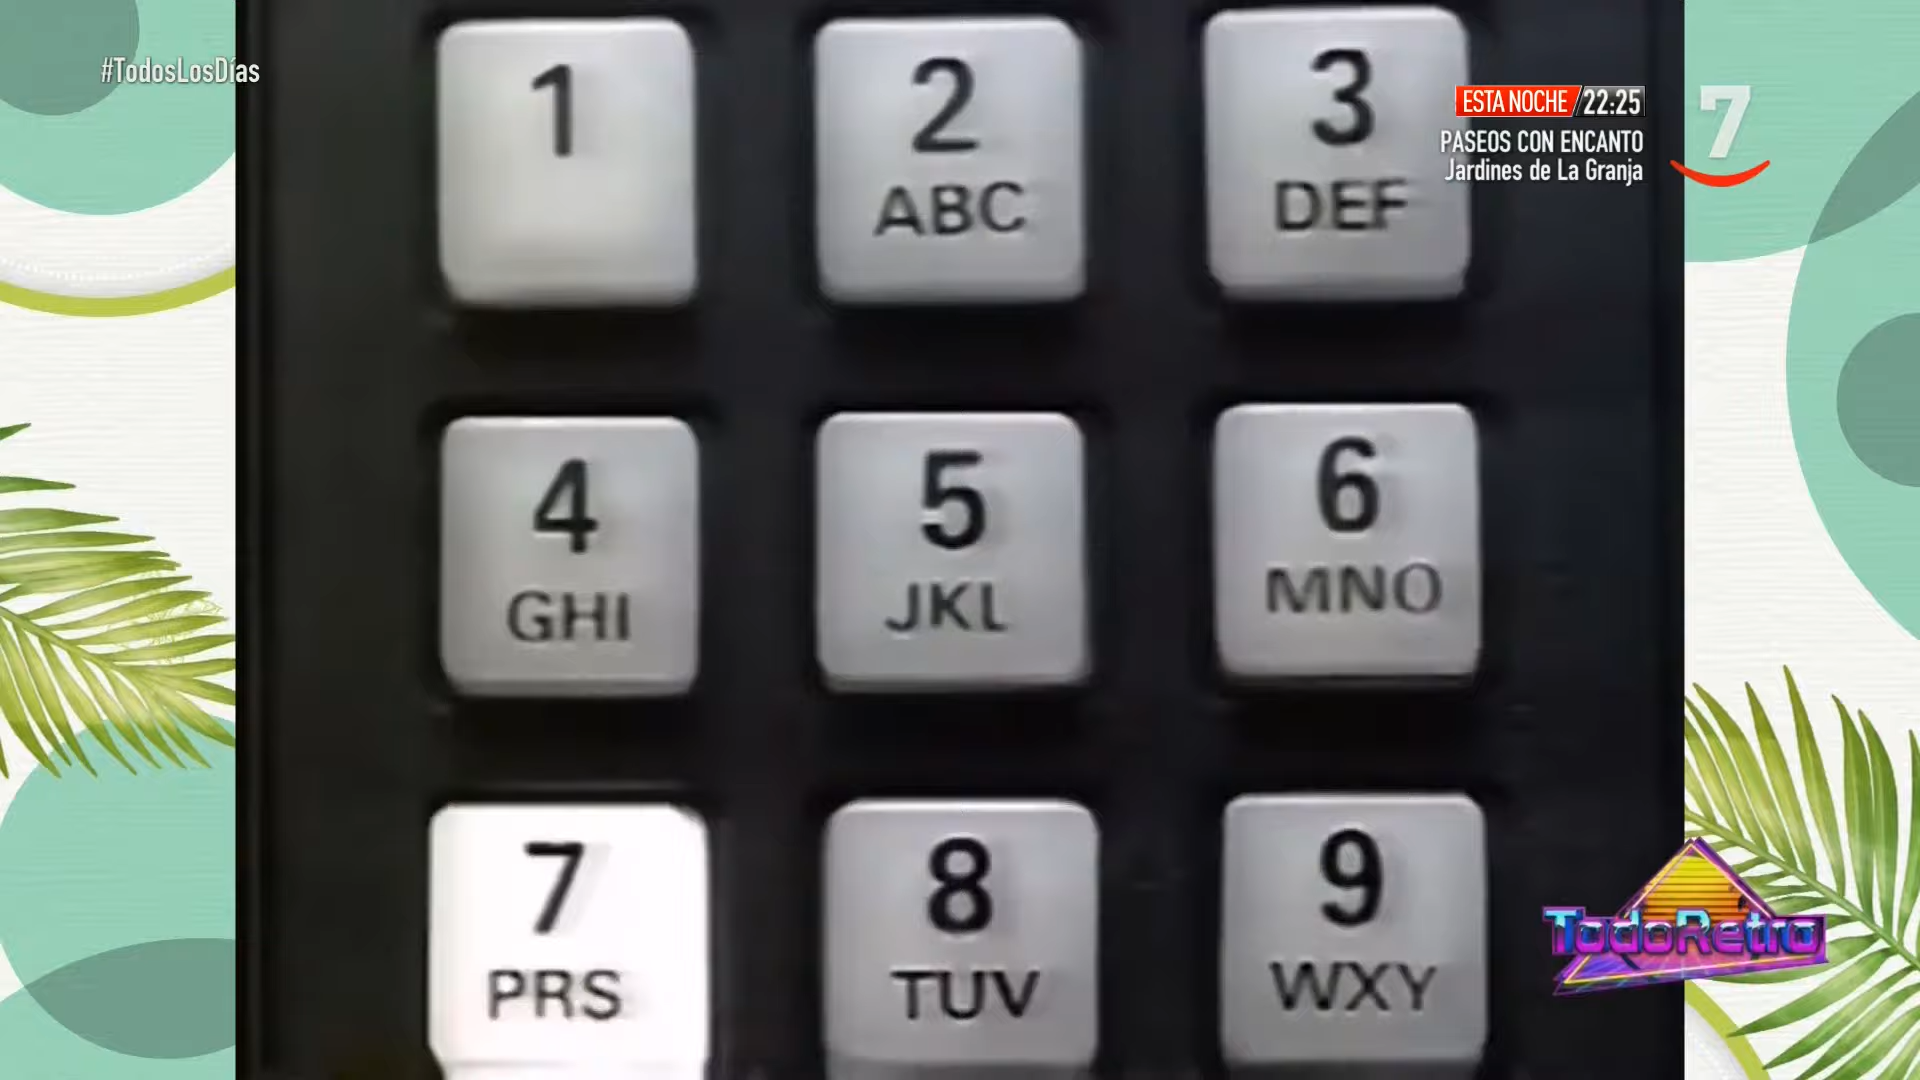 #TodosLosDías
ESTA NOCHE 22:25
PASEOS CON ENCANTO
Jardines de La Granja
7
1
2
ABC
3
DEF
4
GHI
5
JKL
6
MNO
7
PRS
8
TUV
9
WXY
TodoRetro